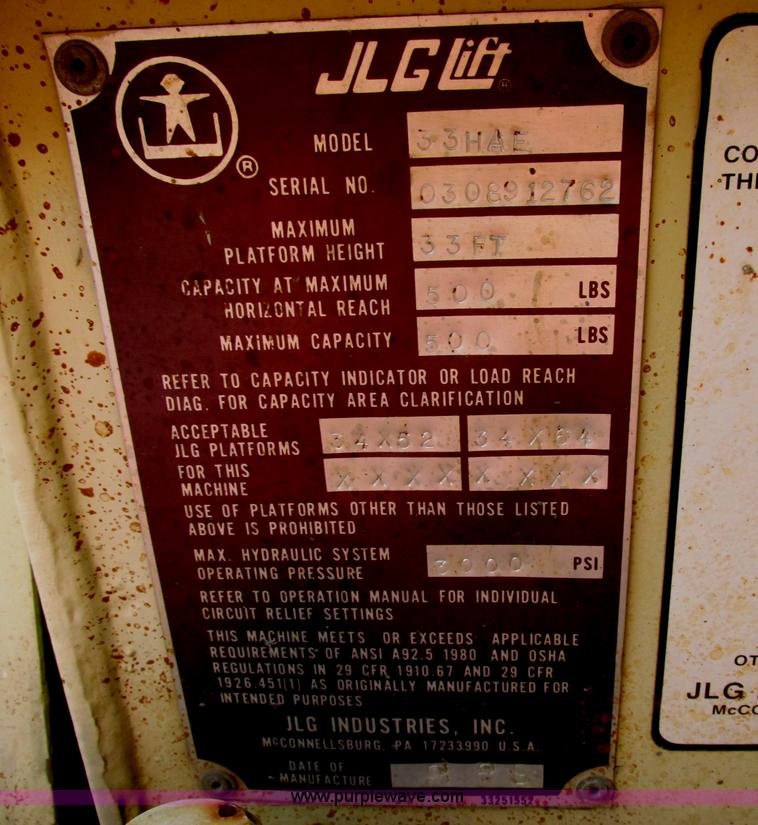 JLG Lift ®
®
MODEL 33HAE
SERIAL NO. 0308912762
MAXIMUM
PLATFORM HEIGHT 33FT
CAPACITY AT MAXIMUM
HORIZONTAL REACH 500 LBS
MAXIMUM CAPACITY 500 LBS
REFER TO CAPACITY INDICATOR OR LOAD REACH
DIAG. FOR CAPACITY AREA CLARIFICATION
ACCEPTABLE
JLG PLATFORMS 34X52 34X64
FOR THIS
MACHINE XXXX XXXX
USE OF PLATFORMS OTHER THAN THOSE LISTED
ABOVE IS PROHIBITED
MAX. HYDRAULIC SYSTEM
OPERATING PRESSURE 3000 PSI
REFER TO OPERATION MANUAL FOR INDIVIDUAL
CIRCUIT RELIEF SETTINGS
THIS MACHINE MEETS OR EXCEEDS APPLICABLE
REQUIREMENTS OF ANSI A92.5 1980 AND OSHA
REGULATIONS IN 29 CFR 1910.67 AND 29 CFR
1926.451(1) AS ORIGINALLY MANUFACTURED FOR
INTENDED PURPOSES
JLG INDUSTRIES, INC.
McCONNELLSBURG, PA 17233990 U.S.A.
DATE OF
MANUFACTURE
www.purplewave.com
CO
THI
OT
JLG
McCO